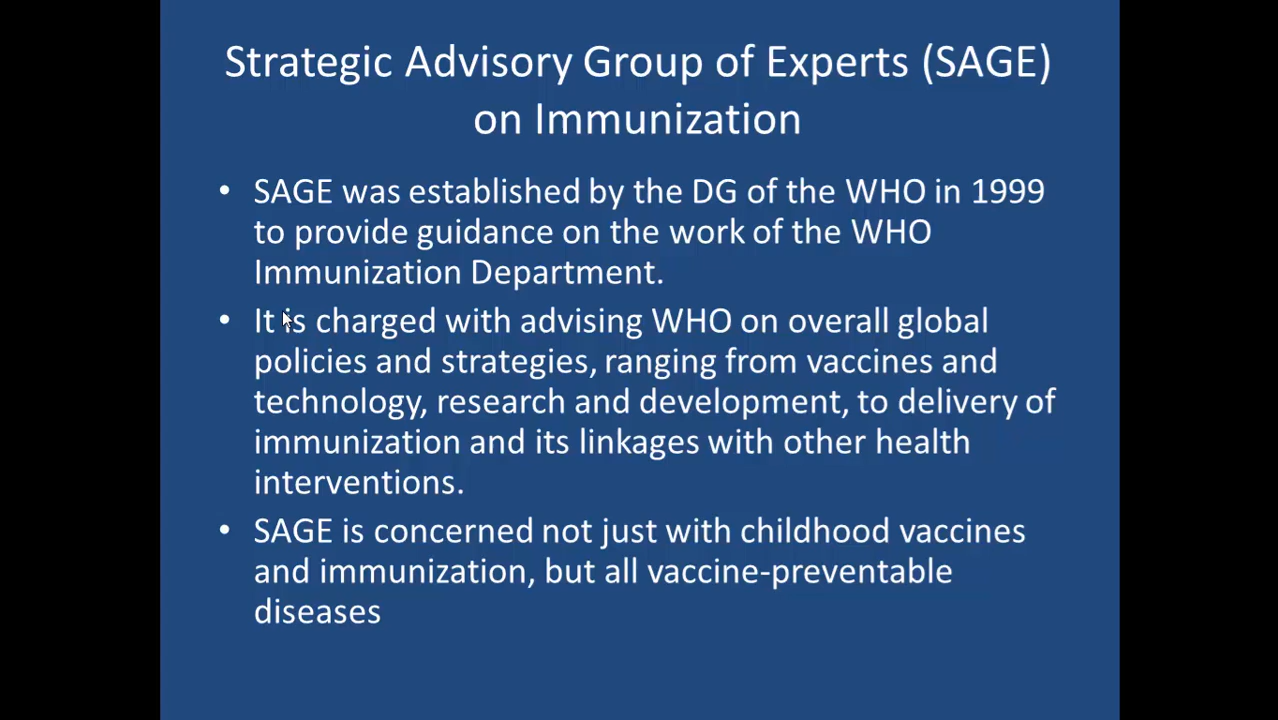 Strategic Advisory Group of Experts (SAGE)
on Immunization
• SAGE was established by the DG of the WHO in 1999
to provide guidance on the work of the WHO
Immunization Department.
• It is charged with advising WHO on overall global
policies and strategies, ranging from vaccines and
technology, research and development, to delivery of
immunization and its linkages with other health
interventions.
• SAGE is concerned not just with childhood vaccines
and immunization, but all vaccine-preventable
diseases